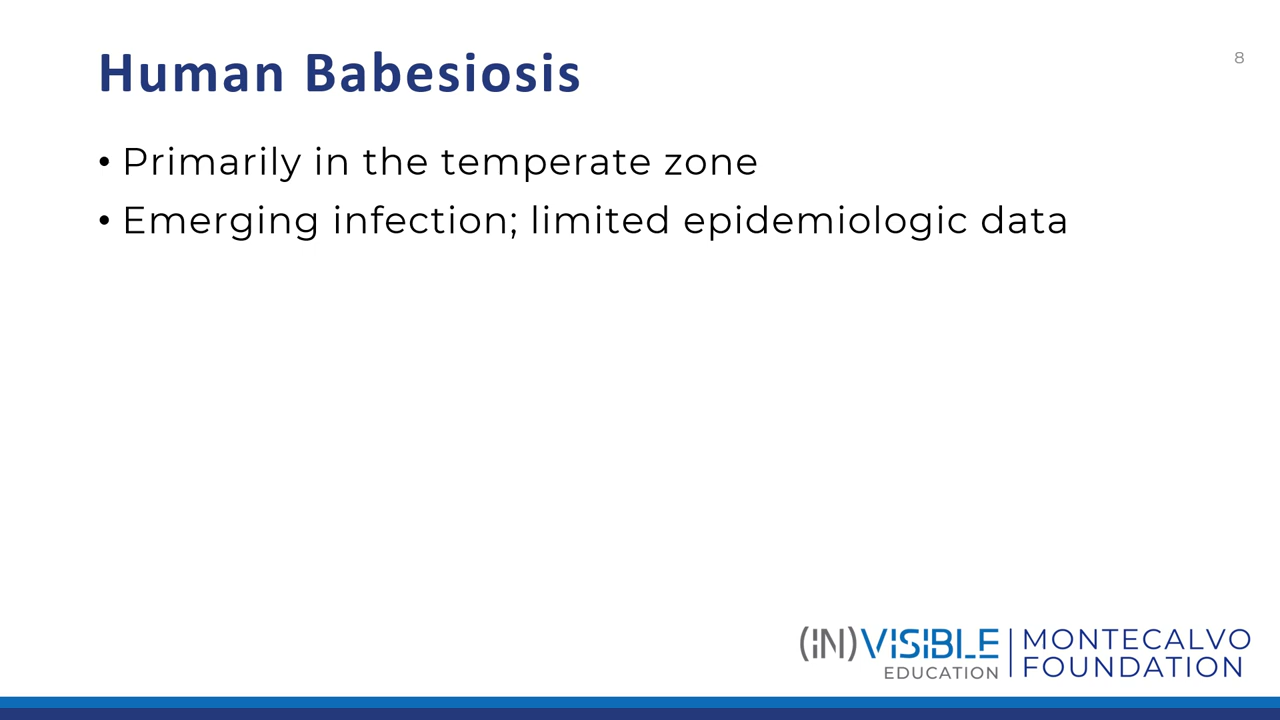 Human Babesiosis
8
• Primarily in the temperate zone
• Emerging infection; limited epidemiologic data
(IN)VISIBLE
EDUCATION
MONTECALVO
FOUNDATION